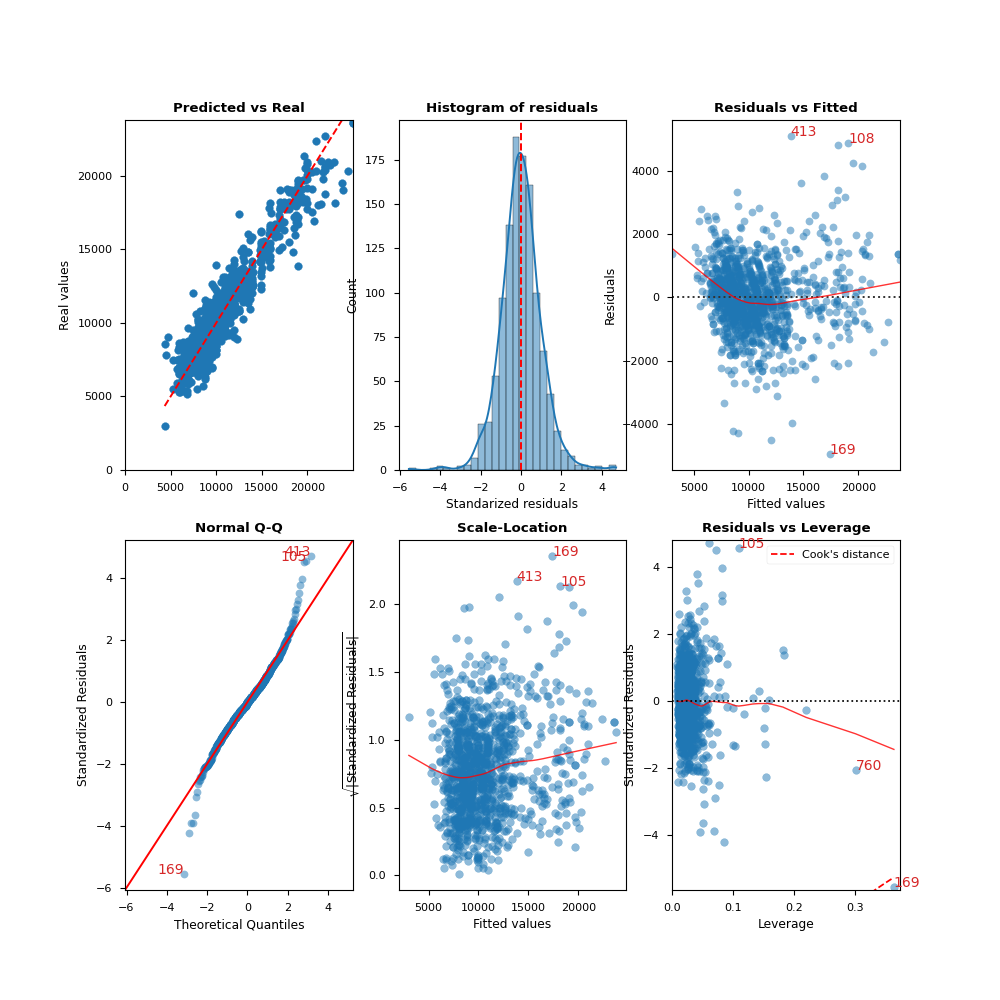 Predicted vs Real
Real values
20000
15000
10000
5000
0
0 5000 10000 15000 20000
Histogram of residuals
Count
175
150
125
100
75
50
25
0
−6 −4 −2 0 2 4
Standarized residuals
Residuals vs Fitted
Residuals
4000
2000
0
−2000
−4000
413
108
169
5000 10000 15000 20000
Fitted values
Normal Q-Q
Standardized Residuals
4
2
0
−2
−4
−6
413
105
169
−6 −4 −2 0 2 4
Theoretical Quantiles
Scale-Location
√|Standardized Residuals|
2.0
1.5
1.0
0.5
0.0
169
413
105
5000 10000 15000 20000
Fitted values
Residuals vs Leverage
Standardized Residuals
4
2
0
−2
−4
105
Cook's distance
760
169
0.0 0.1 0.2 0.3
Leverage